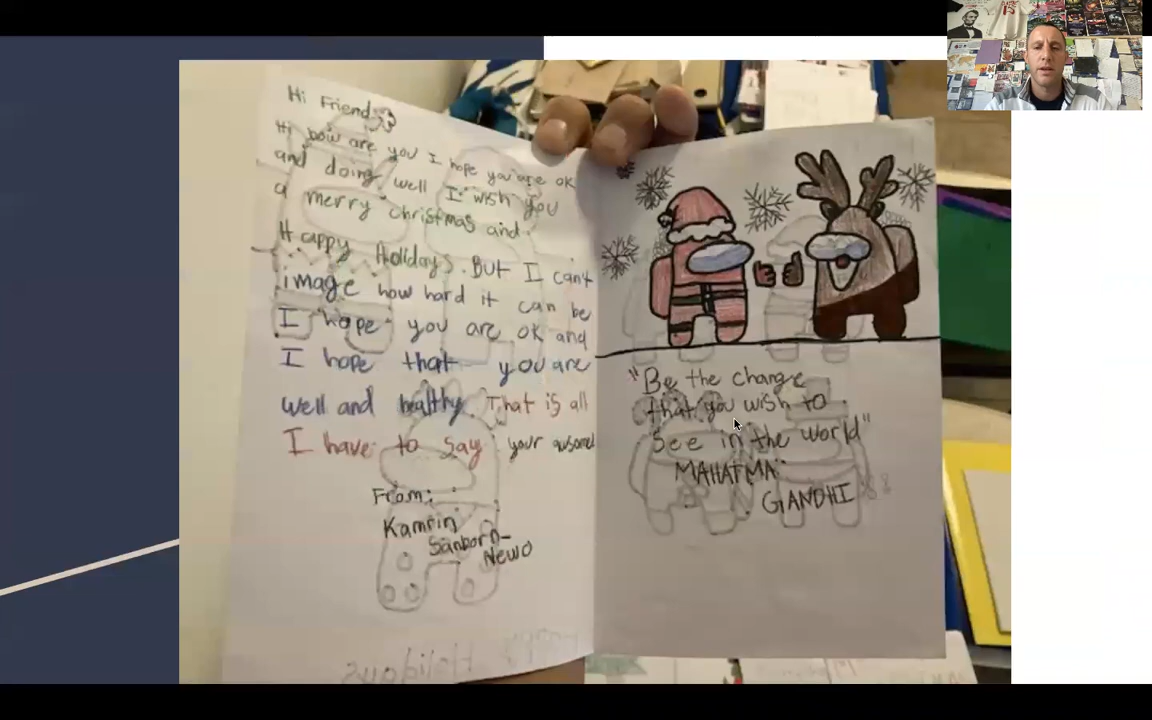 Hi Friend
Hi how are you I hope you are ok
and doing well I wish you
a merry christmas and
Happy Holidays. But I can't
image how hard it can be
I hope you are ok and
I hope that you are
well and healthy. That is all
I have to say your awsome
From:
Kamrin
Sanborn-
Newo
"Be the change
that you wish to
see in the world"
MAHATMA
GANDHI